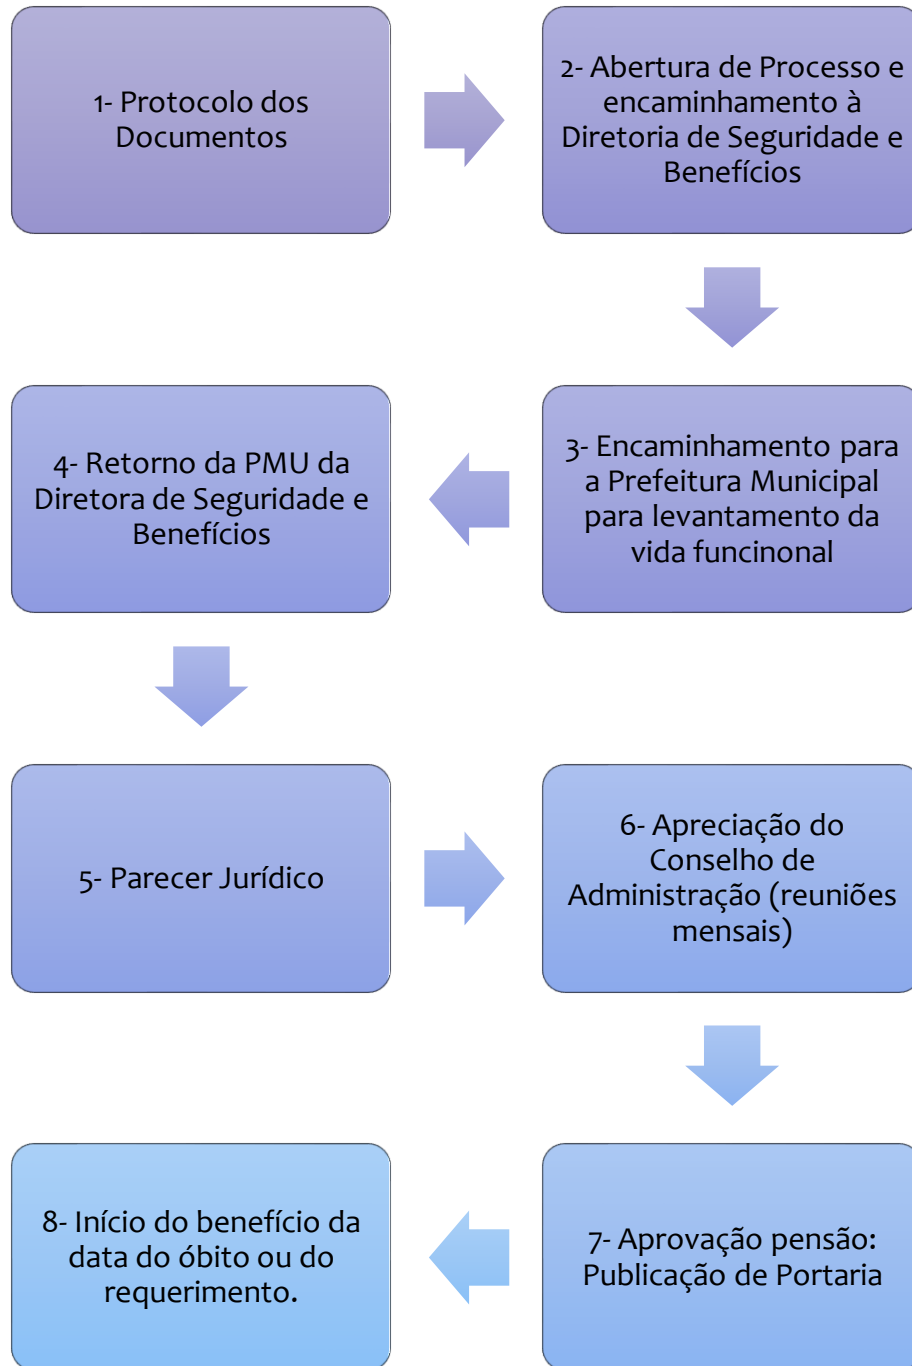 1- Protocolo dos
Documentos
2- Abertura de Processo e
encaminhamento à
Diretoria de Seguridade e
Benefícios
3- Encaminhamento para
a Prefeitura Municipal
para levantamento da
vida funcinonal
4- Retorno da PMU da
Diretora de Seguridade e
Benefícios
5- Parecer Jurídico
6- Apreciação do
Conselho de
Administração (reuniões
mensais)
7- Aprovação pensão:
Publicação de Portaria
8- Início do benefício da
data do óbito ou do
requerimento.